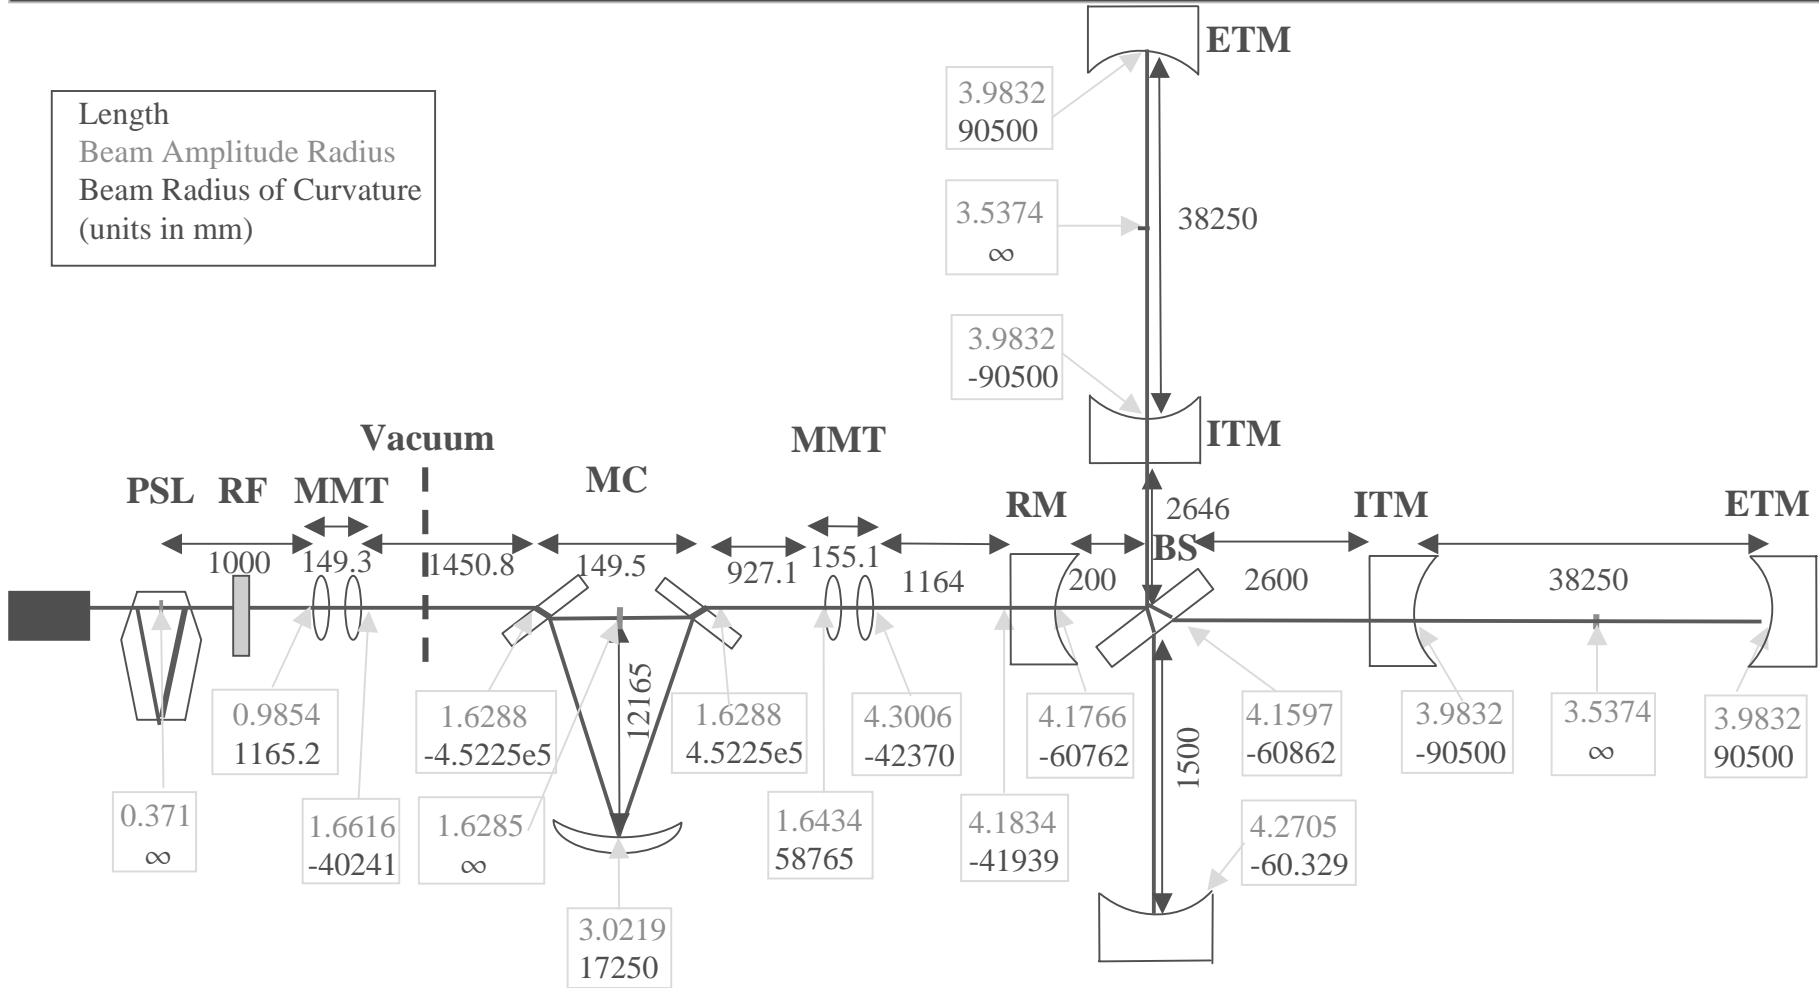 ETM
3.9832
90500
Length
Beam Amplitude Radius
Beam Radius of Curvature
(units in mm)
3.5374
∞
38250
3.9832
-90500
ITM
Vacuum
MMT
PSL
RF
MMT
MC
RM
2646
ITM
ETM
BS
1000
149.3
1450.8
149.5
927.1
155.1
1164
200
2600
38250
12165
1500
0.9854
1165.2
1.6288
-4.5225e5
1.6288
4.5225e5
4.3006
-42370
4.1766
-60762
4.1597
-60862
3.9832
-90500
3.5374
∞
3.9832
90500
0.371
∞
1.6616
-40241
1.6285
∞
1.6434
58765
4.1834
-41939
4.2705
-60.329
3.0219
17250